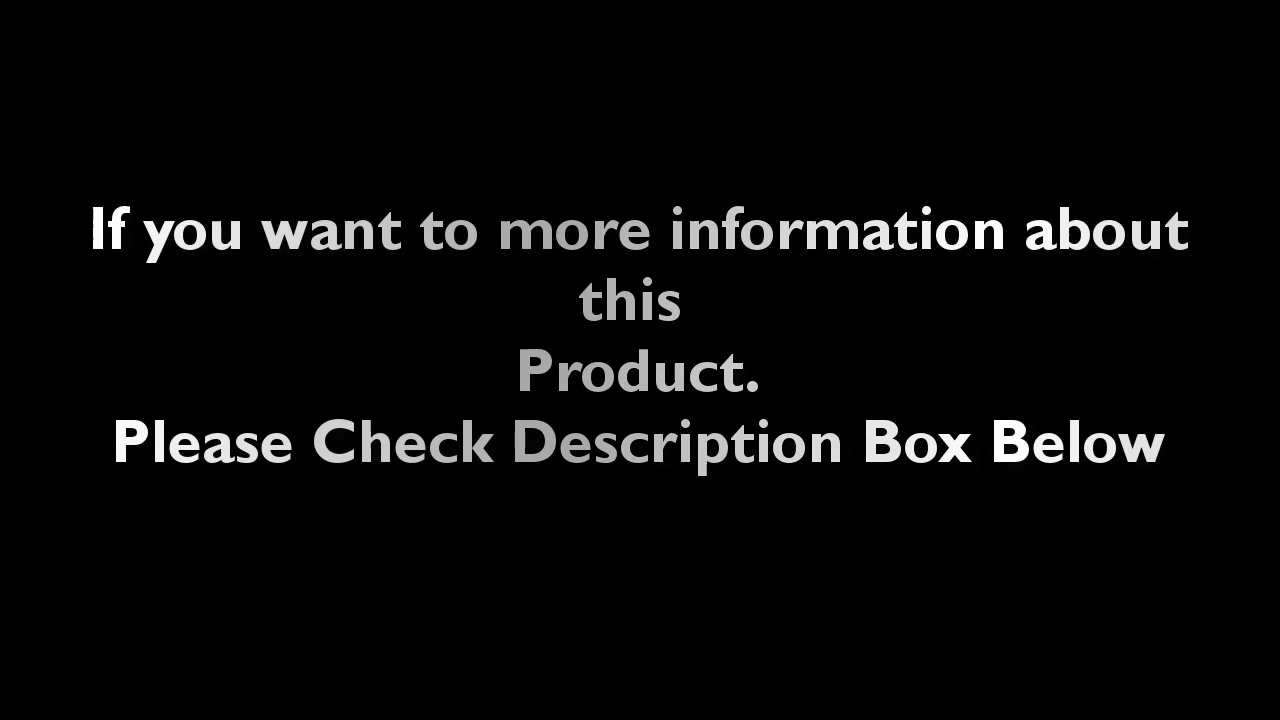 If you want to more information about
this
Product.
Please Check Description Box Below